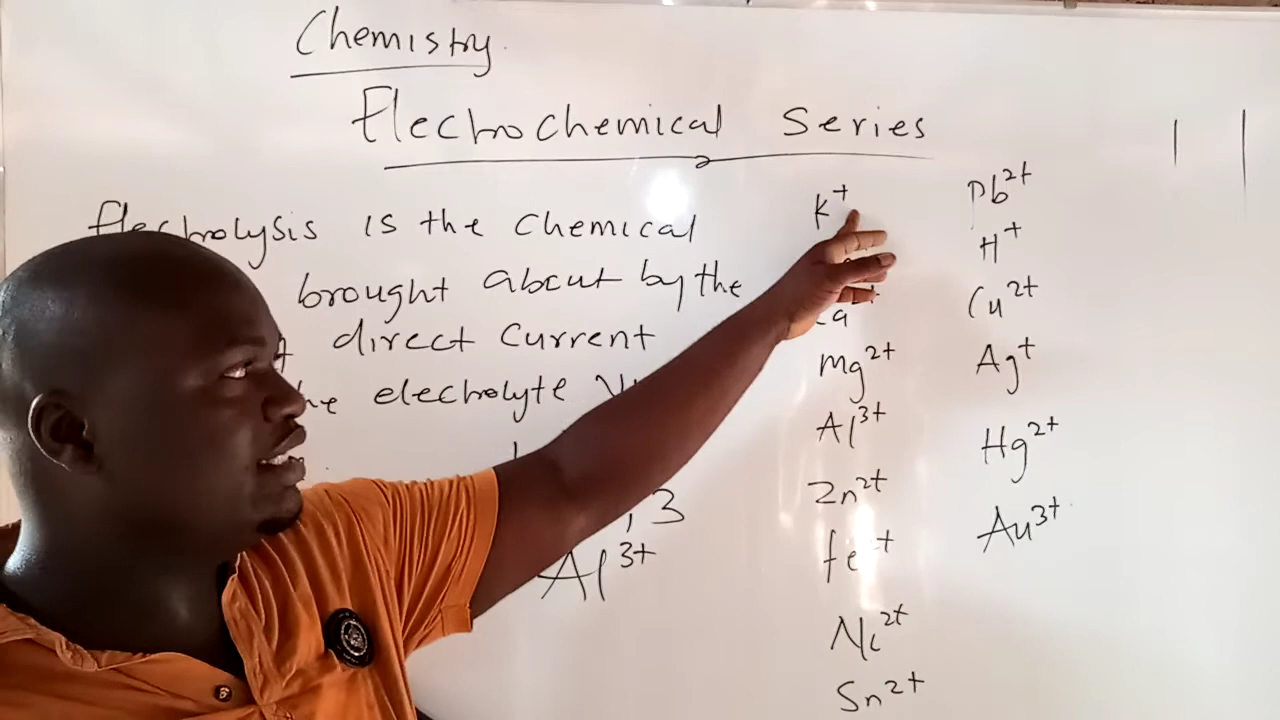 Chemistry
Electrochemical Series
Electrolysis is the Chemical
brought about by the
direct Current
electrolyte
, 3
Al³⁺
K⁺
Mg²⁺
Al³⁺
Zn²⁺
Ni²⁺
Sn²⁺
Pb²⁺
H⁺
Cu²⁺
Ag⁺
Hg²⁺
Au³⁺